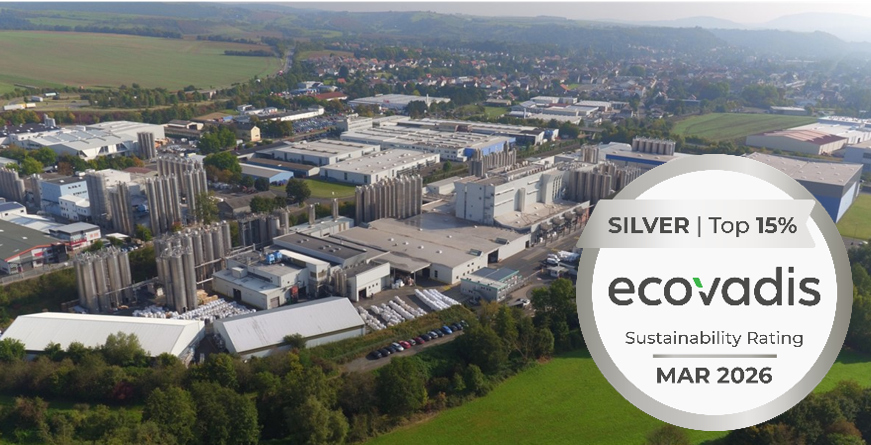 SILVER | Top 15%
ecovadis
Sustainability Rating
MAR 2026